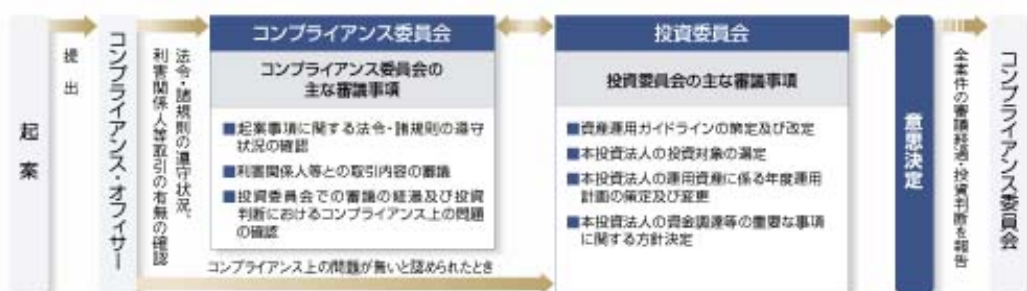 起案
提出
コンプライアンス・オフィサー
法令・諸規則の遵守状況、
利害関係人等取引の有無の確認
コンプライアンス委員会
コンプライアンス委員会の
主な審議事項
■起案事項に関する法令・諸規則の遵守
状況の確認
■利害関係人等との取引内容の審議
■投資委員会での審議の経過及び投資
判断におけるコンプライアンス上の問題
の確認
コンプライアンス上の問題が無いと認められたとき
投資委員会
投資委員会の主な審議事項
■資産運用ガイドラインの策定及び改定
■本投資法人の投資対象の選定
■本投資法人の運用資産に係る年度運用
計画の策定及び変更
■本投資法人の資金調達等の重要な事項
に関する方針決定
意思決定
全案件の審議経過・投資判断を報告
コンプライアンス委員会